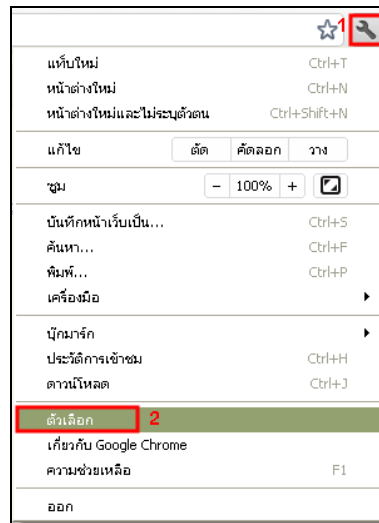 1
แท็บใหม่ Ctrl+T
หน้าต่างใหม่ Ctrl+N
หน้าต่างใหม่และไม่ระบุตัวตน Ctrl+Shift+N
แก้ไข ตัด คัดลอก วาง
ซูม - 100% +
บันทึกหน้าเว็บเป็น... Ctrl+S
ค้นหา... Ctrl+F
พิมพ์... Ctrl+P
เครื่องมือ
บุ๊กมาร์ก
ประวัติการเข้าชม Ctrl+H
ดาวน์โหลด Ctrl+J
ตัวเลือก 2
เกี่ยวกับ Google Chrome
ความช่วยเหลือ F1
ออก